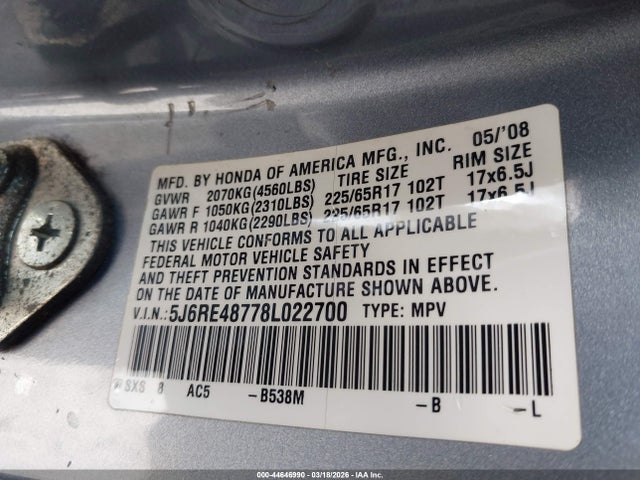 MFD. BY HONDA OF AMERICA MFG., INC. 05/'08
GVWR 2070KG(4560LBS) TIRE SIZE RIM SIZE
GAWR F 1050KG(2310LBS) 225/65R17 102T 17x6.5J
GAWR R 1040KG(2290LBS) 225/65R17 102T 17x6.5J
THIS VEHICLE CONFORMS TO ALL APPLICABLE
FEDERAL MOTOR VEHICLE SAFETY
AND THEFT PREVENTION STANDARDS IN EFFECT
ON THE DATE OF MANUFACTURE SHOWN ABOVE.
V.I.N.: 5J6RE48778L022700 TYPE: MPV
SXS 8 AC5 -B538M -B -L
000-44646990 - 03/18/2026 - IAA Inc.